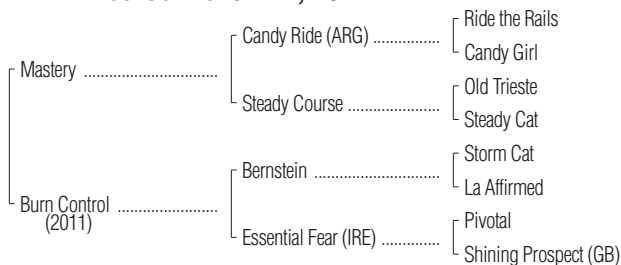 Ride the Rails
Candy Ride (ARG) ...............
Candy Girl
Mastery ..............................
Old Trieste
Steady Course .....................
Steady Cat
Storm Cat
Bernstein ............................
La Affirmed
Burn Control ......................
(2011)
Pivotal
Essential Fear (IRE) .............
Shining Prospect (GB)